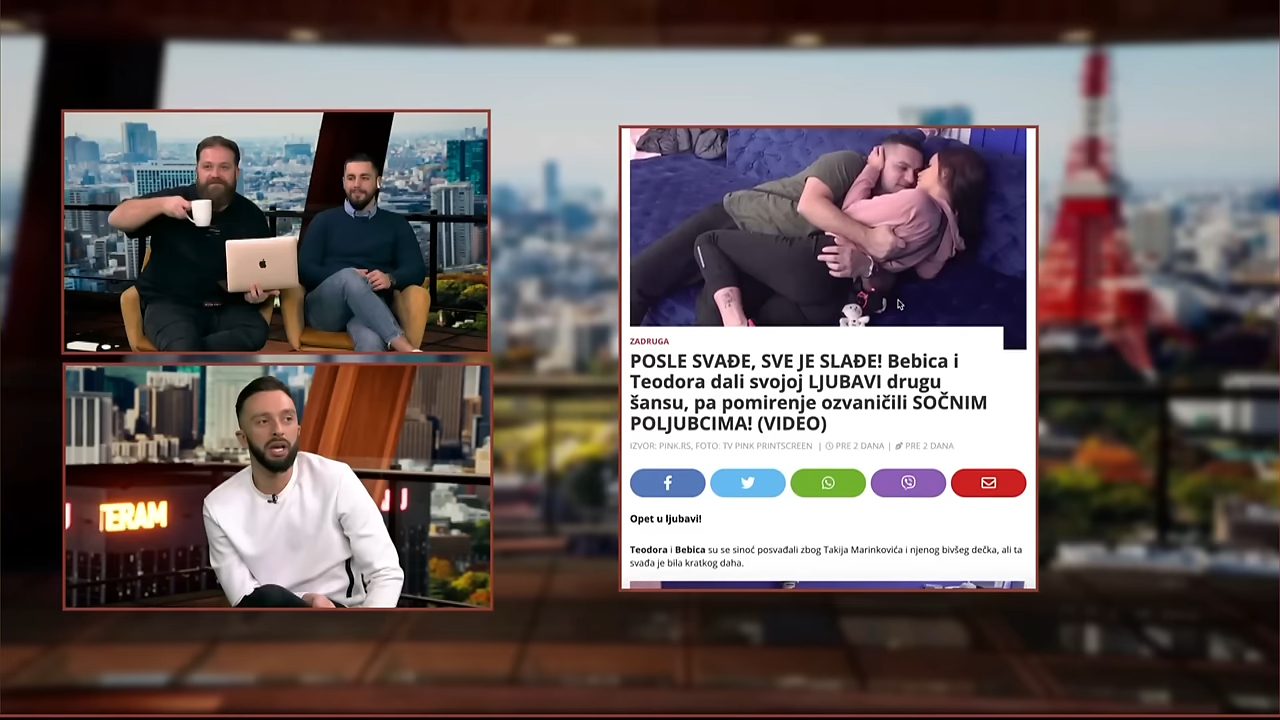 TERAM
ZADRUGA
POSLE SVAĐE, SVE JE SLAĐE! Bebica i
Teodora dali svojoj LJUBAVI drugu
šansu, pa pomirenje ozvaničili SOČNIM
POLJUBCIMA! (VIDEO)
IZVOR: PINK.RS, FOTO: TV PINK PRINTSCREEN | PRE 2 DANA | PRE 2 DANA
Opet u ljubavi!
Teodora i Bebica su se sinoć posvađali zbog Takija Marinkovića i njenog bivšeg dečka, ali ta
svađa je bila kratkog daha.